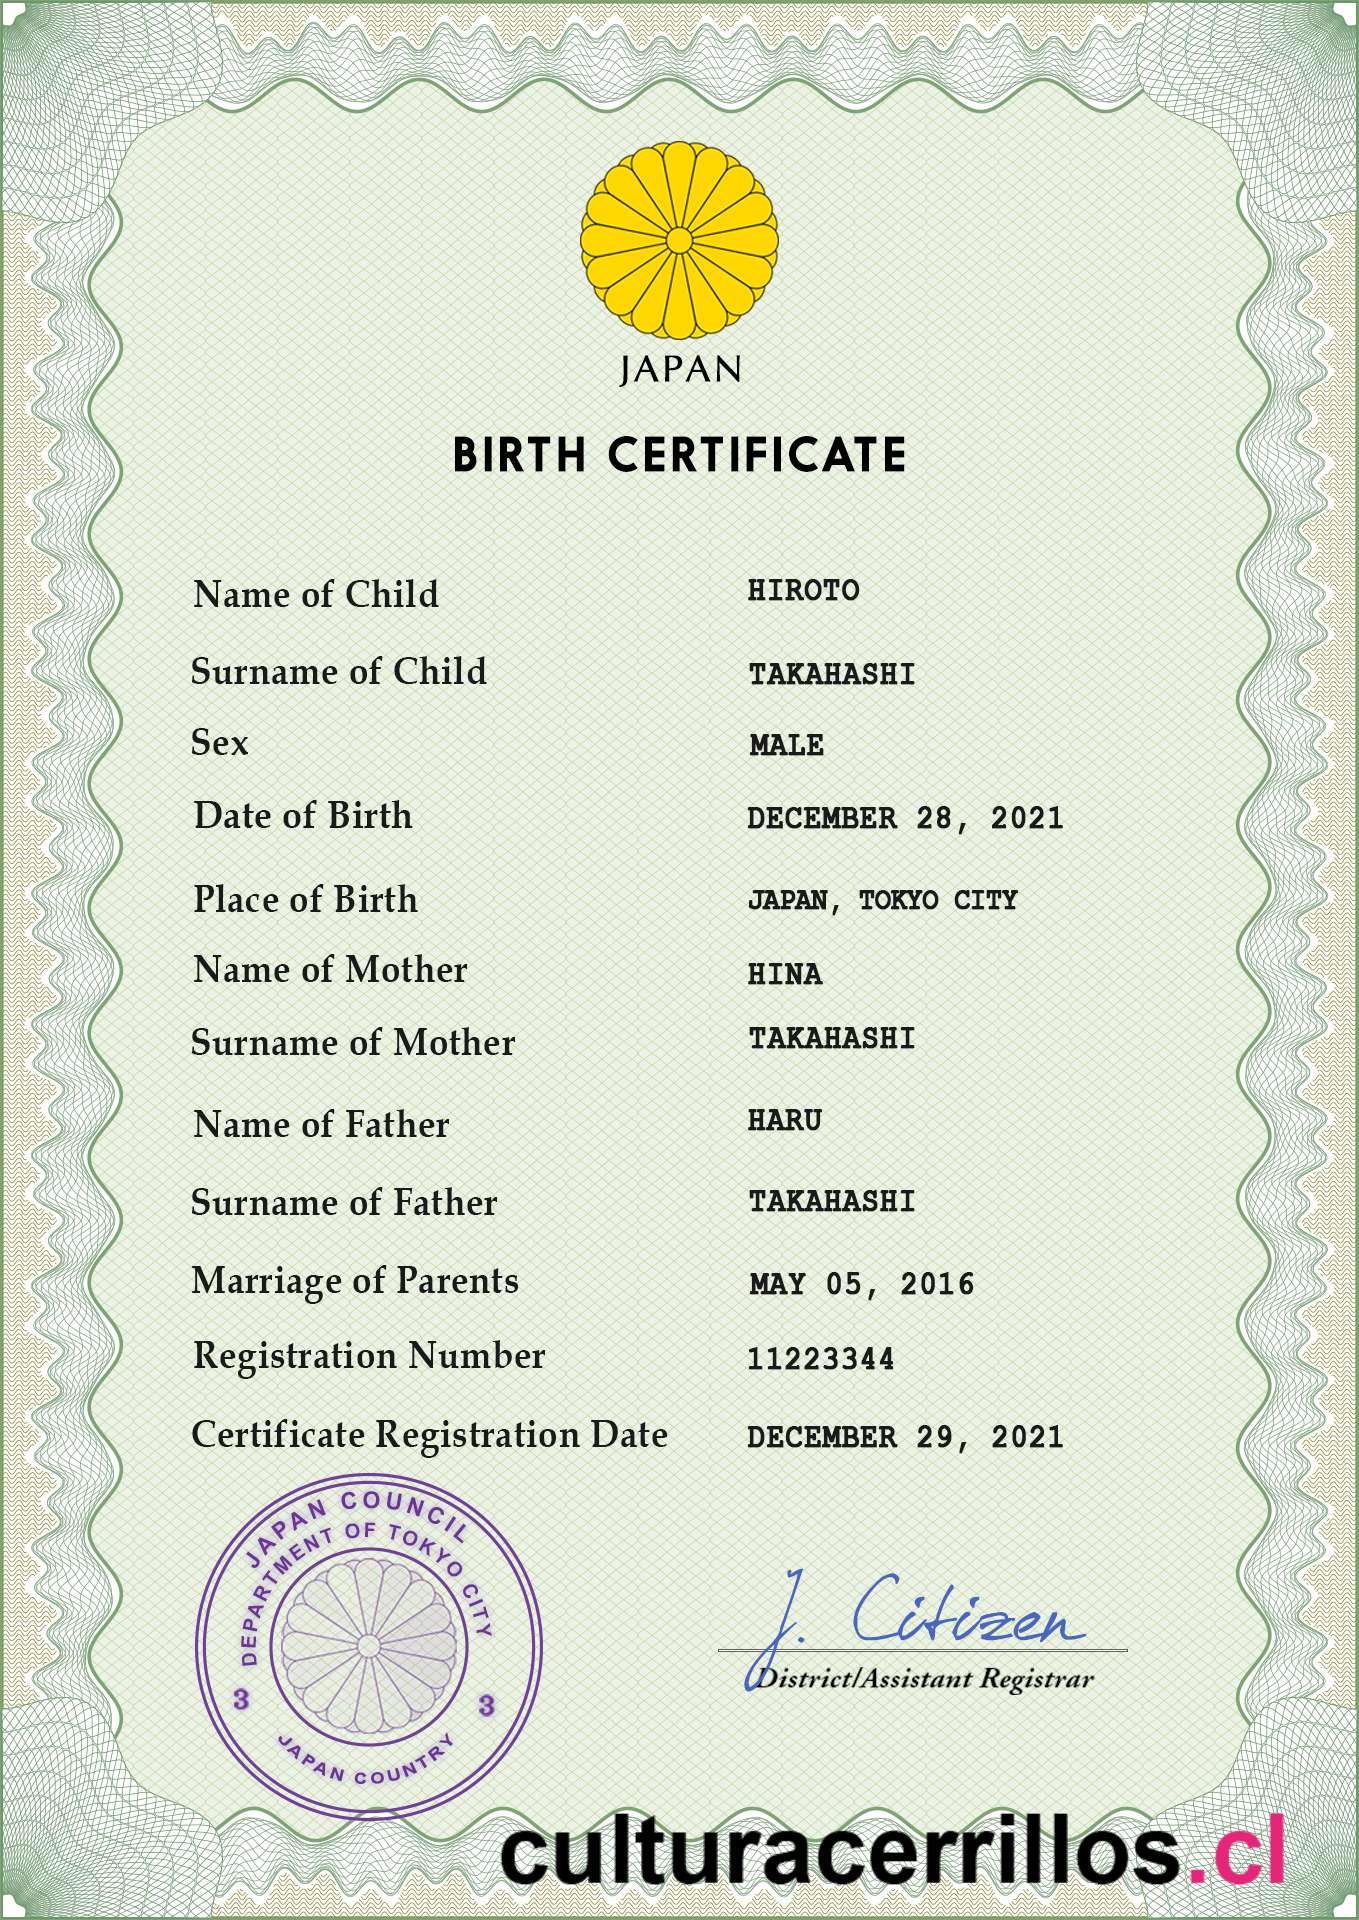 JAPAN
BIRTH CERTIFICATE
Name of Child HIROTO
Surname of Child TAKAHASHI
Sex MALE
Date of Birth DECEMBER 28, 2021
Place of Birth JAPAN, TOKYO CITY
Name of Mother HINA
Surname of Mother TAKAHASHI
Name of Father HARU
Surname of Father TAKAHASHI
Marriage of Parents MAY 05, 2016
Registration Number 11223344
Certificate Registration Date DECEMBER 29, 2021
JAPAN COUNCIL
DEPARTMENT OF TOKYO CITY
3 3
JAPAN COUNTRY
J. Citizen
District/Assistant Registrar
culturacerrillos.cl